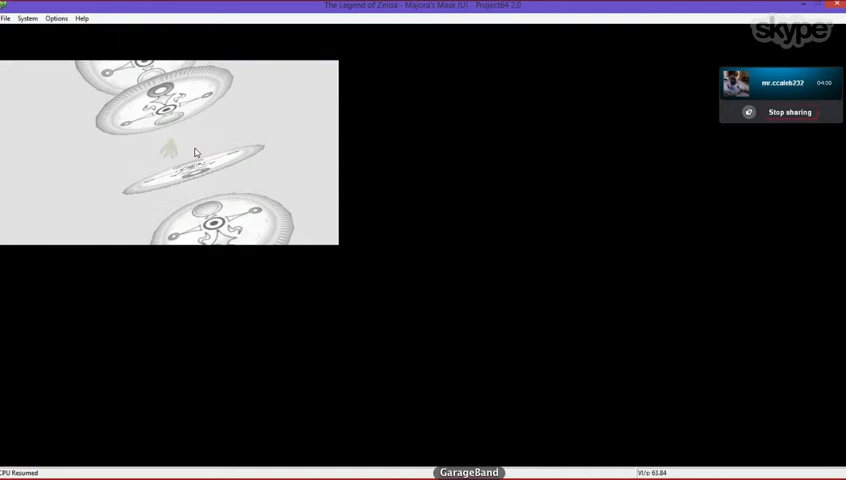 The Legend of Zelda - Majora's Mask (U) - Project64 2.0
File System Options Help
skype
mr.ccaleb232 04:00
Stop sharing
CPU Resumed
GarageBand
VI/s: 63.84